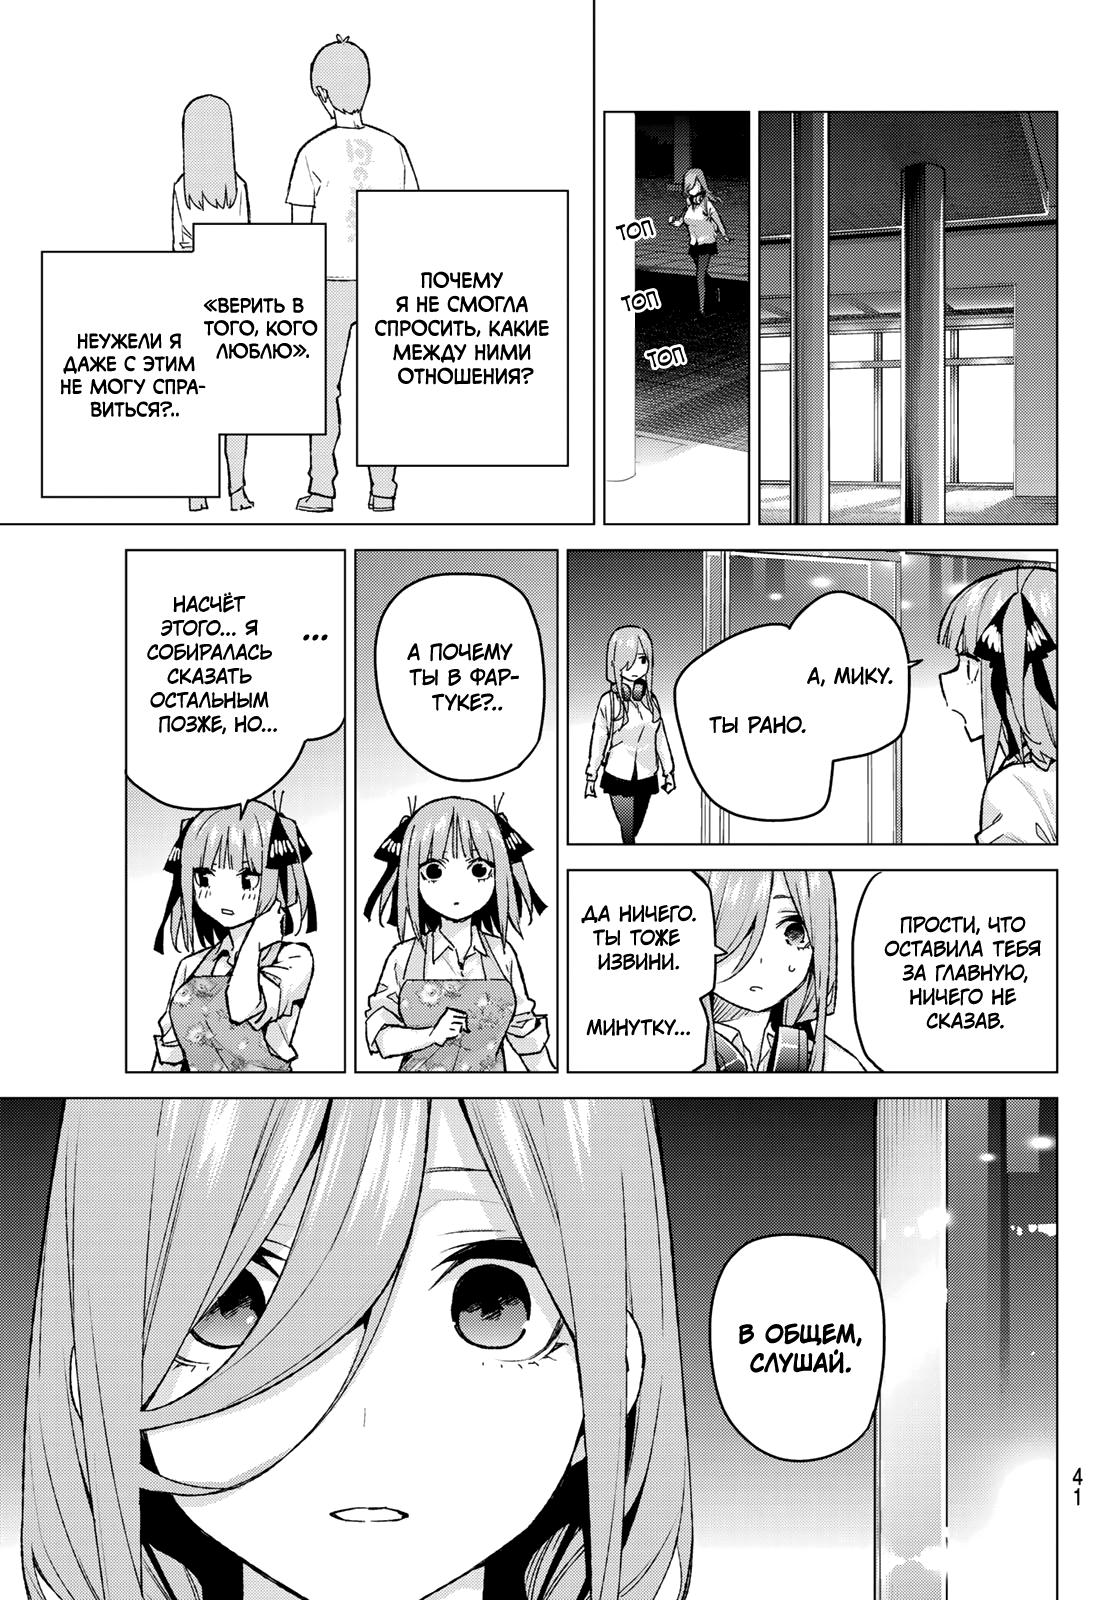 ТОП
ТОП
ТОП
ПОЧЕМУ
Я НЕ СМОГЛА
СПРОСИТЬ, КАКИЕ
МЕЖДУ НИМИ
ОТНОШЕНИЯ?
«ВЕРИТЬ В
ТОГО, КОГО
ЛЮБЛЮ».
НЕУЖЕЛИ Я
ДАЖЕ С ЭТИМ
НЕ МОГУ СПРА-
ВИТЬСЯ?..
А, МИКУ.
ТЫ РАНО.
ПРОСТИ, ЧТО
ОСТАВИЛА ТЕБЯ
ЗА ГЛАВНУЮ,
НИЧЕГО НЕ
СКАЗАВ.
ДА НИЧЕГО.
ТЫ ТОЖЕ
ИЗВИНИ.
МИНУТКУ...
А ПОЧЕМУ
ТЫ В ФАР-
ТУКЕ?..
...
НАСЧЁТ
ЭТОГО... Я
СОБИРАЛАСЬ
СКАЗАТЬ
ОСТАЛЬНЫМ
ПОЗЖЕ, НО...
В ОБЩЕМ,
СЛУШАЙ.
41